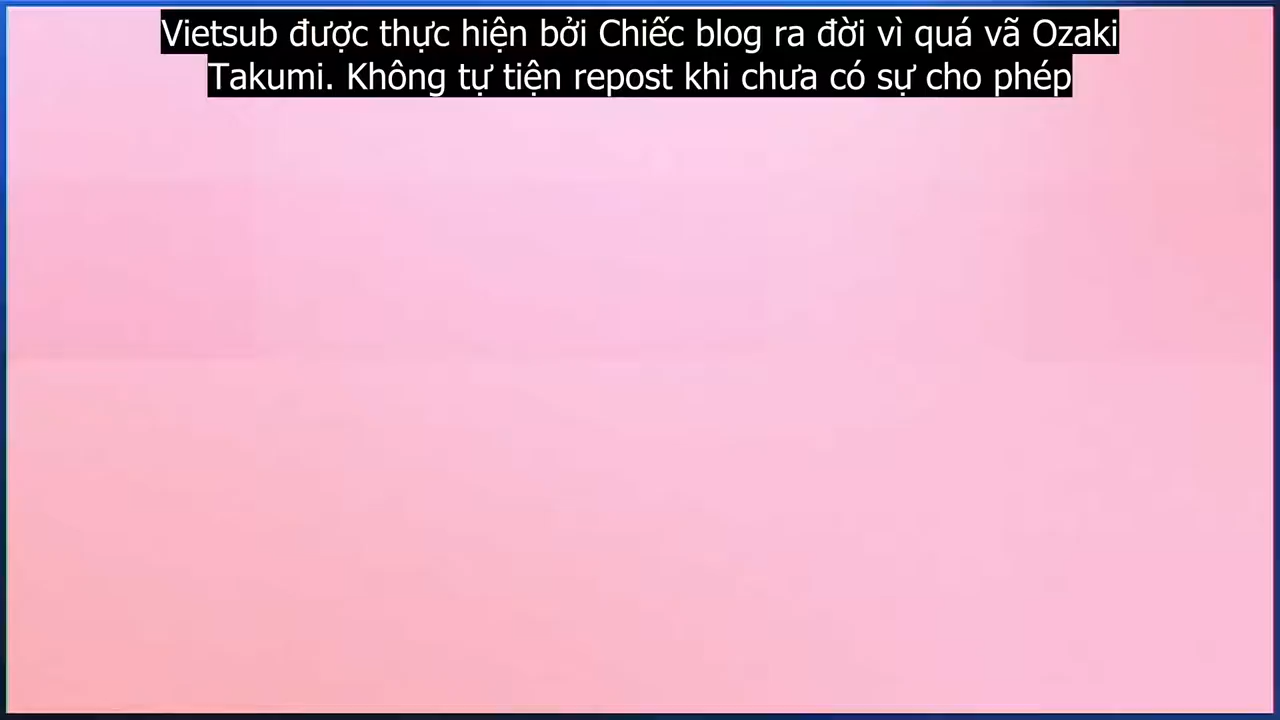 Vietsub được thực hiện bởi Chiếc blog ra đời vì quá vã Ozaki
Takumi. Không tự tiện repost khi chưa có sự cho phép